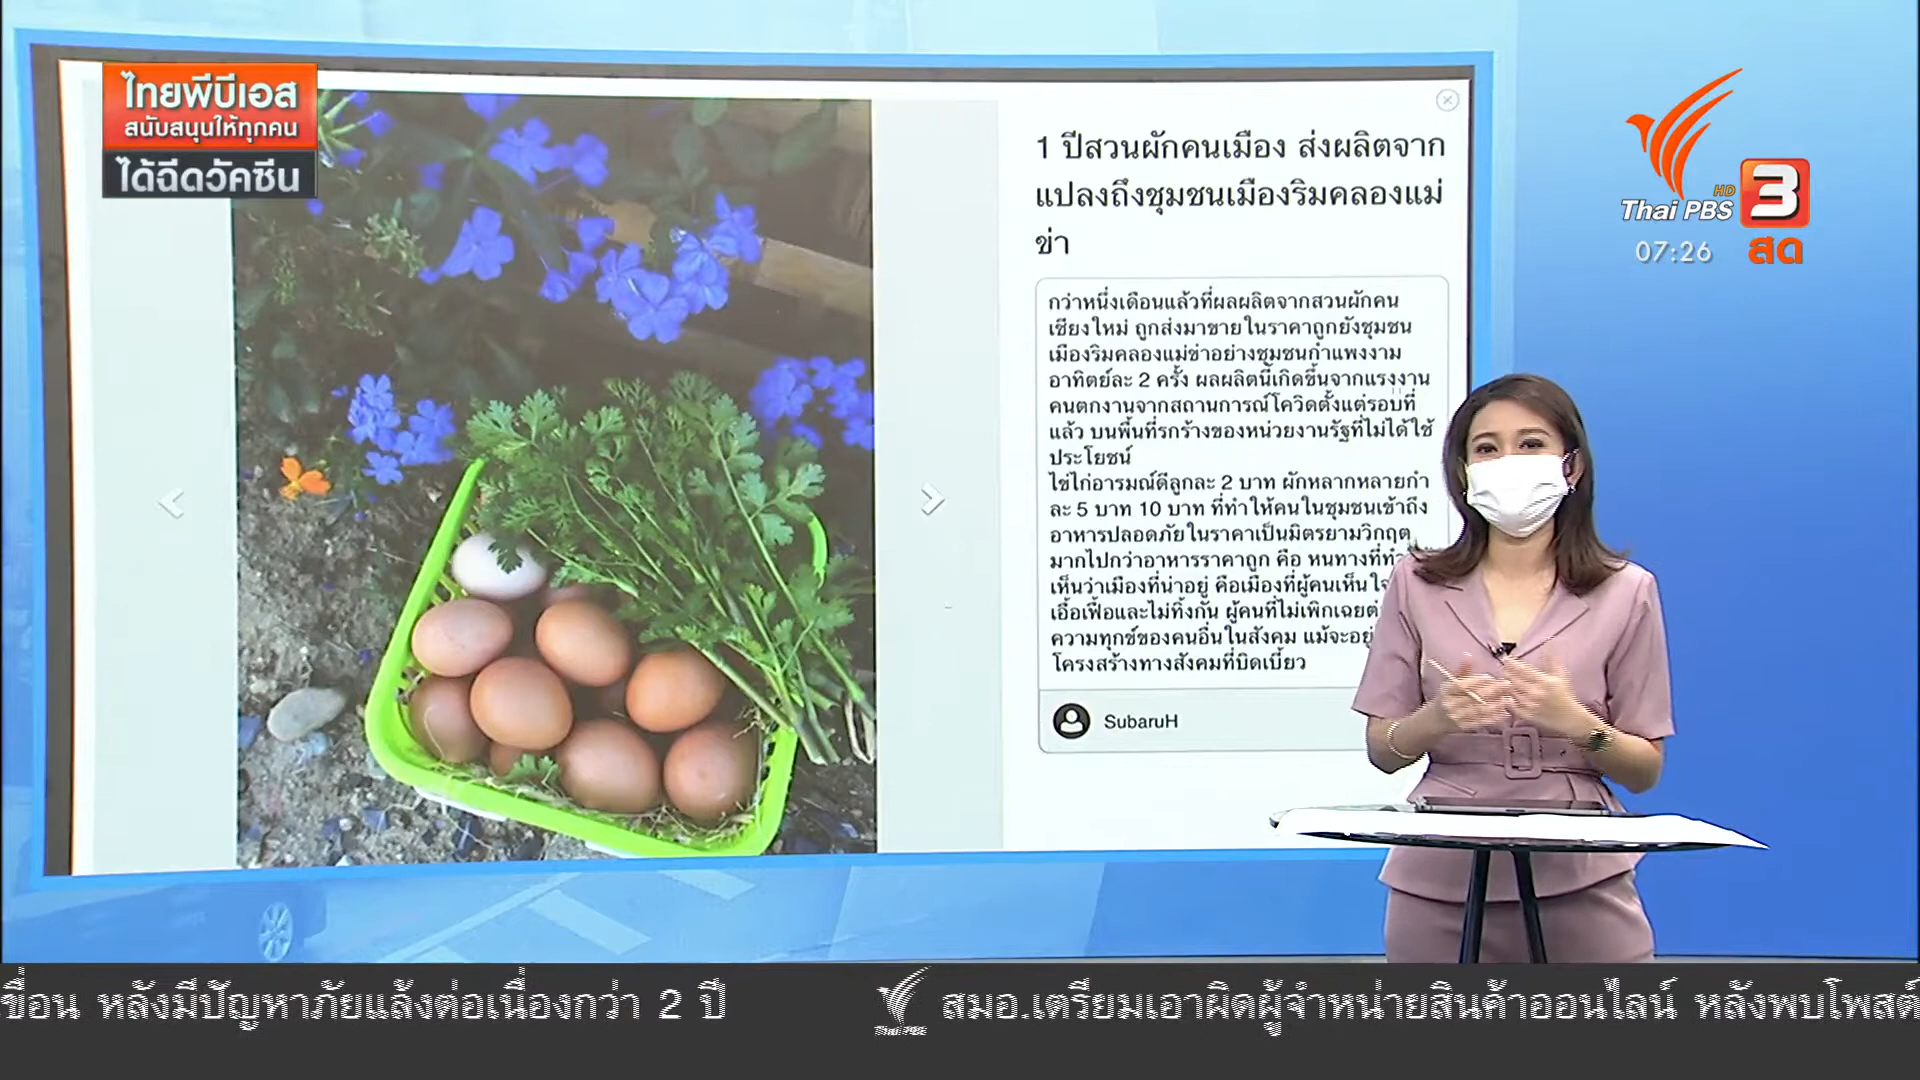 ไทยพีบีเอส
สนับสนุนให้ทุกคน
ได้ฉีดวัคซีน
1 ปีสวนผักคนเมือง ส่งผลิตจาก
แปลงถึงชุมชนเมืองริมคลองแม่
ข่า
กว่าหนึ่งเดือนแล้วที่ผลผลิตจากสวนผักคน
เชียงใหม่ ถูกส่งมาขายในราคาถูกยังชุมชน
เมืองริมคลองแม่ข่าอย่างชุมชนกำแพงงาม
อาทิตย์ละ 2 ครั้ง ผลผลิตนี้เกิดขึ้นจากแรงงาน
คนตกงานจากสถานการณ์โควิดตั้งแต่รอบที่
แล้ว บนพื้นที่รกร้างของหน่วยงานรัฐที่ไม่ได้ใช้
ประโยชน์
ไข่ไก่อารมณ์ดีลูกละ 2 บาท ผักหลากหลายกำ
ละ 5 บาท 10 บาท ที่ทำให้คนในชุมชนเข้าถึง
อาหารปลอดภัยในราคาเป็นมิตรยามวิกฤต
มากไปกว่าอาหารราคาถูก คือ หนทางที่ทำ
เห็นว่าเมืองที่น่าอยู่ คือเมืองที่ผู้คนเห็นใจ
เอื้อเฟื้อและไม่ทิ้งกัน ผู้คนที่ไม่เพิกเฉยต่
ความทุกข์ของคนอื่นในสังคม แม้จะอยู่
โครงสร้างทางสังคมที่บิดเบี้ยว
SubaruH
HD
Thai PBS 3
07:26 สด
เขื่อน หลังมีปัญหาภัยแล้งต่อเนื่องกว่า 2 ปี
Thai PBS
สมอ.เตรียมเอาผิดผู้จำหน่ายสินค้าออนไลน์ หลังพบโพสต์